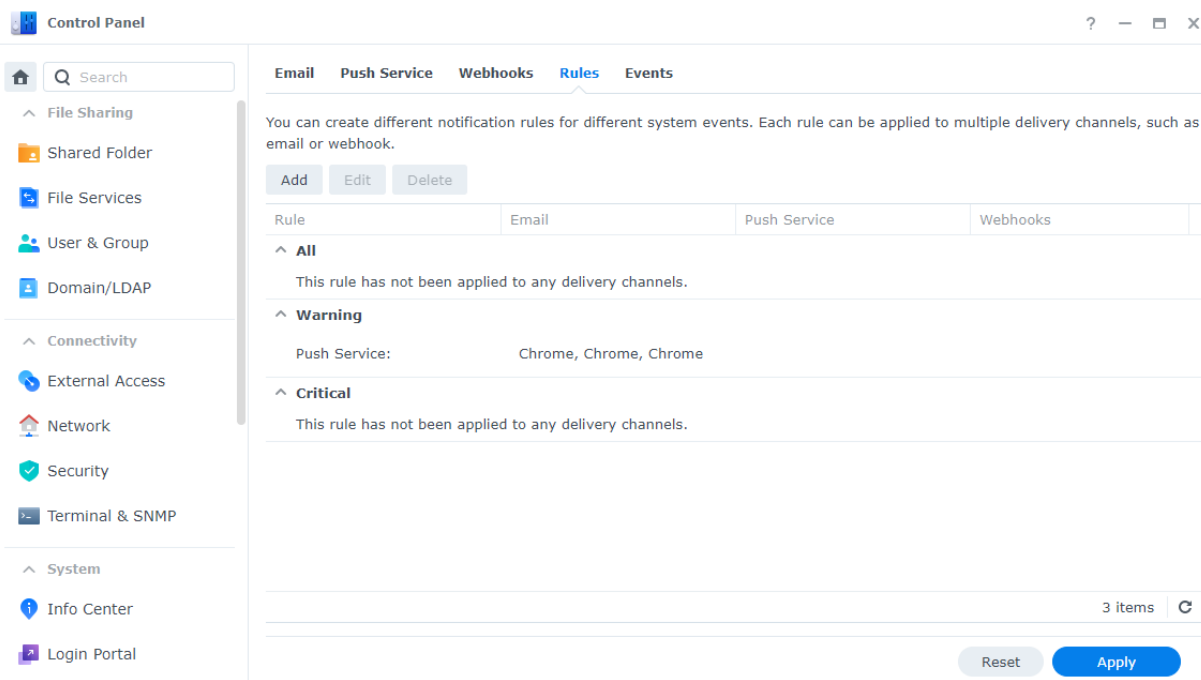 Control Panel
?
Search
File Sharing
Shared Folder
File Services
User & Group
Domain/LDAP
Connectivity
External Access
Network
Security
Terminal & SNMP
System
Info Center
Login Portal
Email Push Service Webhooks Rules Events
You can create different notification rules for different system events. Each rule can be applied to multiple delivery channels, such as
email or webhook.
Add Edit Delete
Rule Email Push Service Webhooks
All
This rule has not been applied to any delivery channels.
Warning
Push Service: Chrome, Chrome, Chrome
Critical
This rule has not been applied to any delivery channels.
3 items
Reset Apply